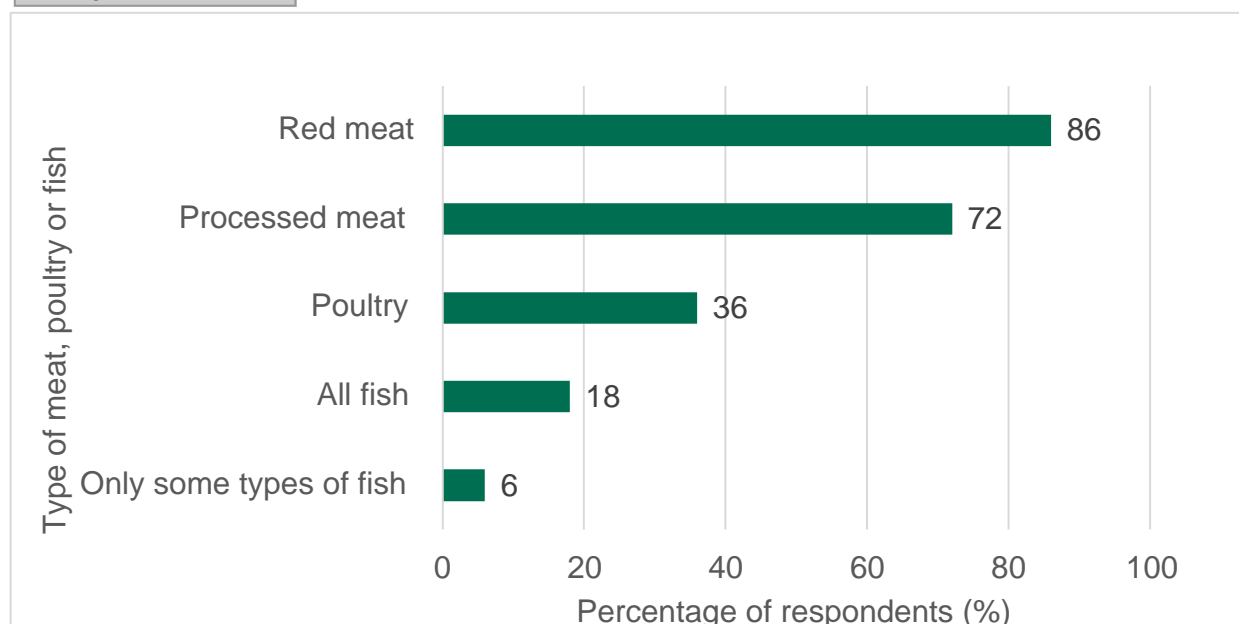 Type of meat, poultry or fish
Red meat 86
Processed meat 72
Poultry 36
All fish 18
Only some types of fish 6
0 20 40 60 80 100
Percentage of respondents (%)